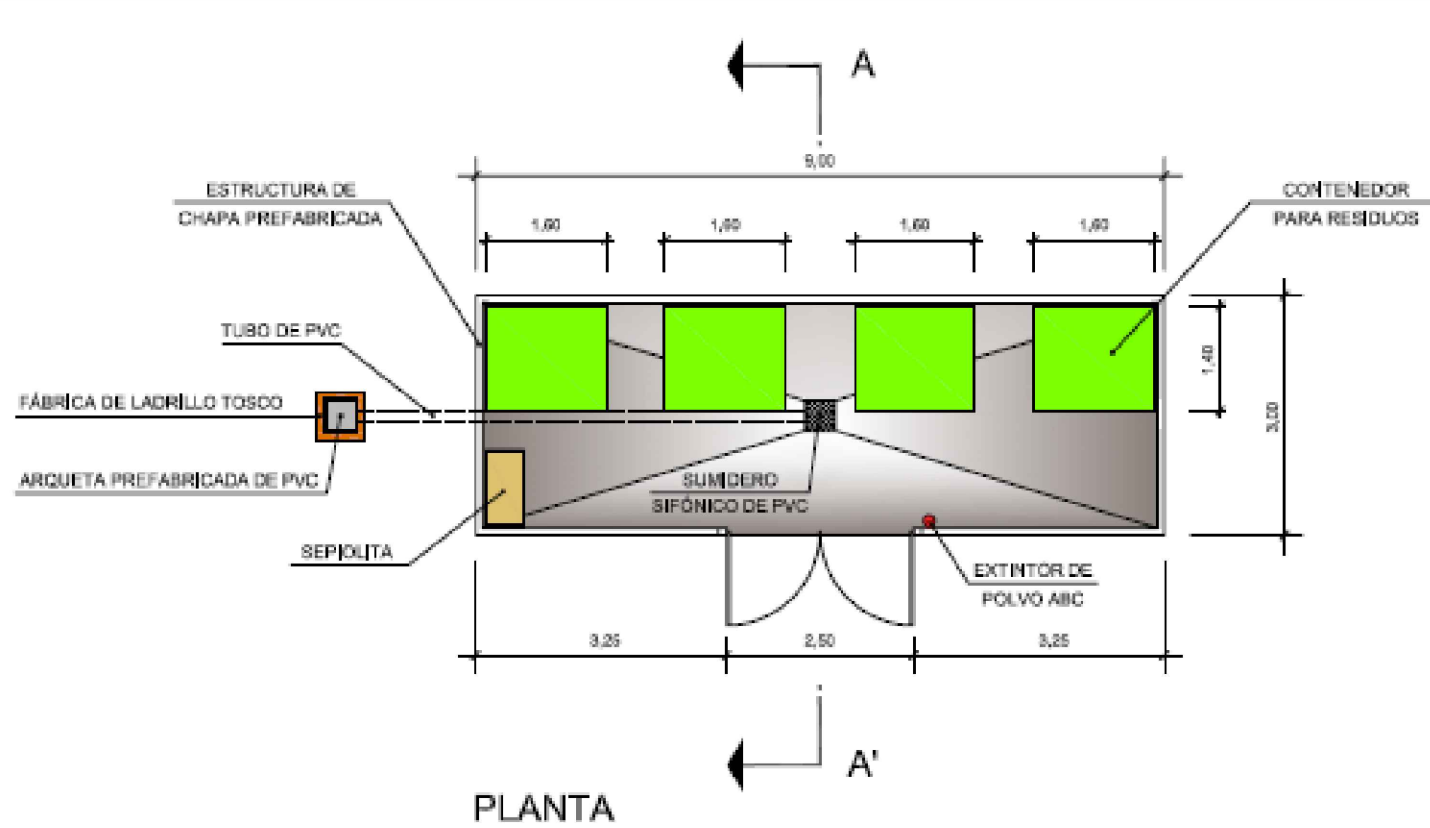 A
9,00
ESTRUCTURA DE
CHAPA PREFABRICADA
CONTENEDOR
PARA RESIDUOS
1,60
1,60
1,60
1,60
TUBO DE PVC
1,40
FÁBRICA DE LADRILLO TOSCO
3,00
ARQUETA PREFABRICADA DE PVC
SUMIDERO
SIFÓNICO DE PVC
SEPIOLITA
EXTINTOR DE
POLVO ABC
3,25
2,50
3,25
A'
PLANTA